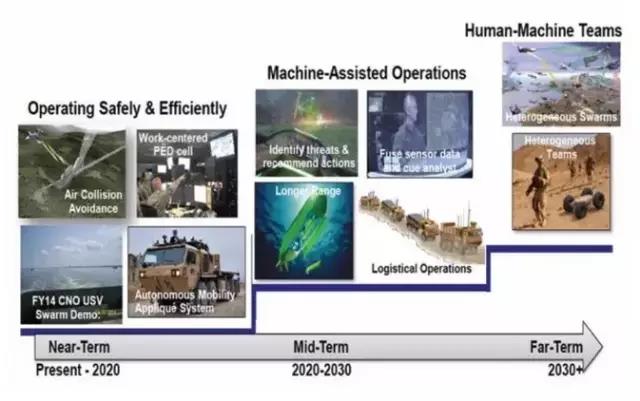 Human-Machine Teams
Heterogeneous Swarms
Heterogeneous
Teams
Machine-Assisted Operations
Identify threats &
recommend actions
Fuse sensor data
and cue analyst
Longer Range
Logistical Operations
Operating Safely & Efficiently
Air Collision
Avoidance
Work-centered
PED cell
FY14 CNO USV
Swarm Demo:
Autonomous Mobility
Appliqué System
Near-Term
Mid-Term
Far-Term
Present - 2020
2020-2030
2030+